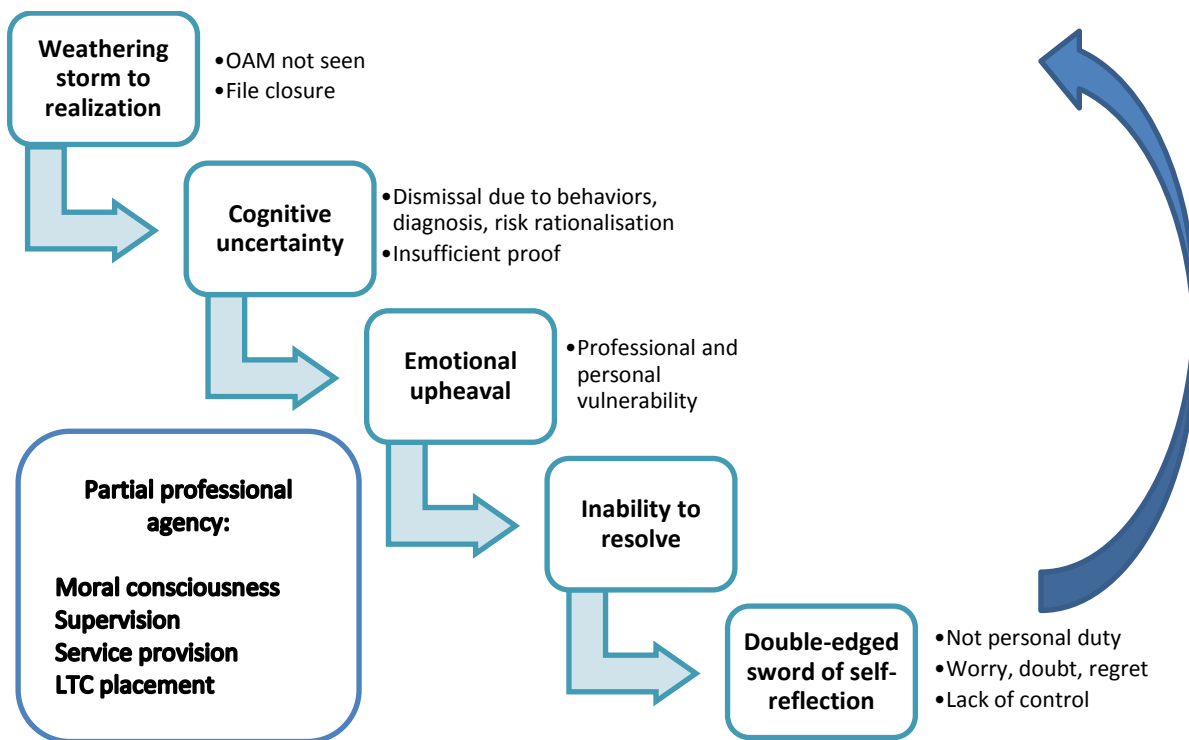 Weathering
storm to
realization
•OAM not seen
•File closure
Cognitive
uncertainty
•Dismissal due to behaviors,
diagnosis, risk rationalisation
•Insufficient proof
Emotional
upheaval
•Professional and
personal
vulnerability
Partial professional
agency:
Moral consciousness
Supervision
Service provision
LTC placement
Inability to
resolve
Double-edged
sword of self-
reflection
•Not personal duty
•Worry, doubt, regret
•Lack of control